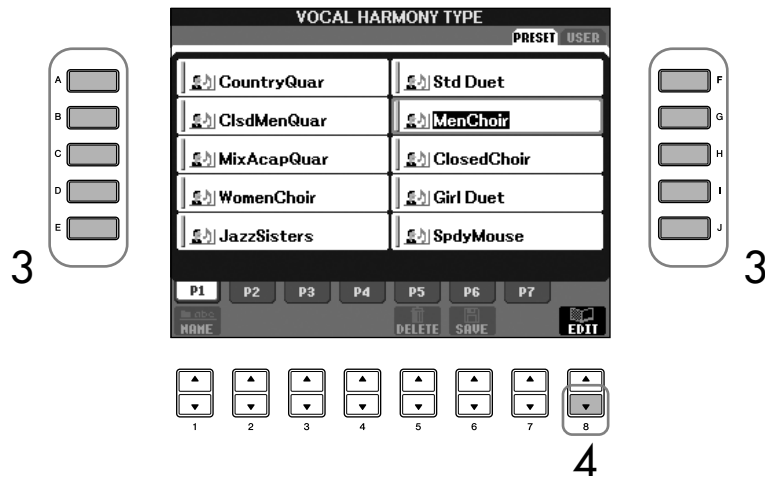 VOCAL HARMONY TYPE
PRESET USER
A CountryQuar Std Duet F
B ClsdMenQuar MenChoir G
C MixAcapQuar ClosedChoir H
D WomenChoir Girl Duet I
E JazzSisters SpdyMouse J
3 3
P1 P2 P3 P4 P5 P6 P7
abc.
NAME DELETE SAVE EDIT
1 2 3 4 5 6 7 8
4